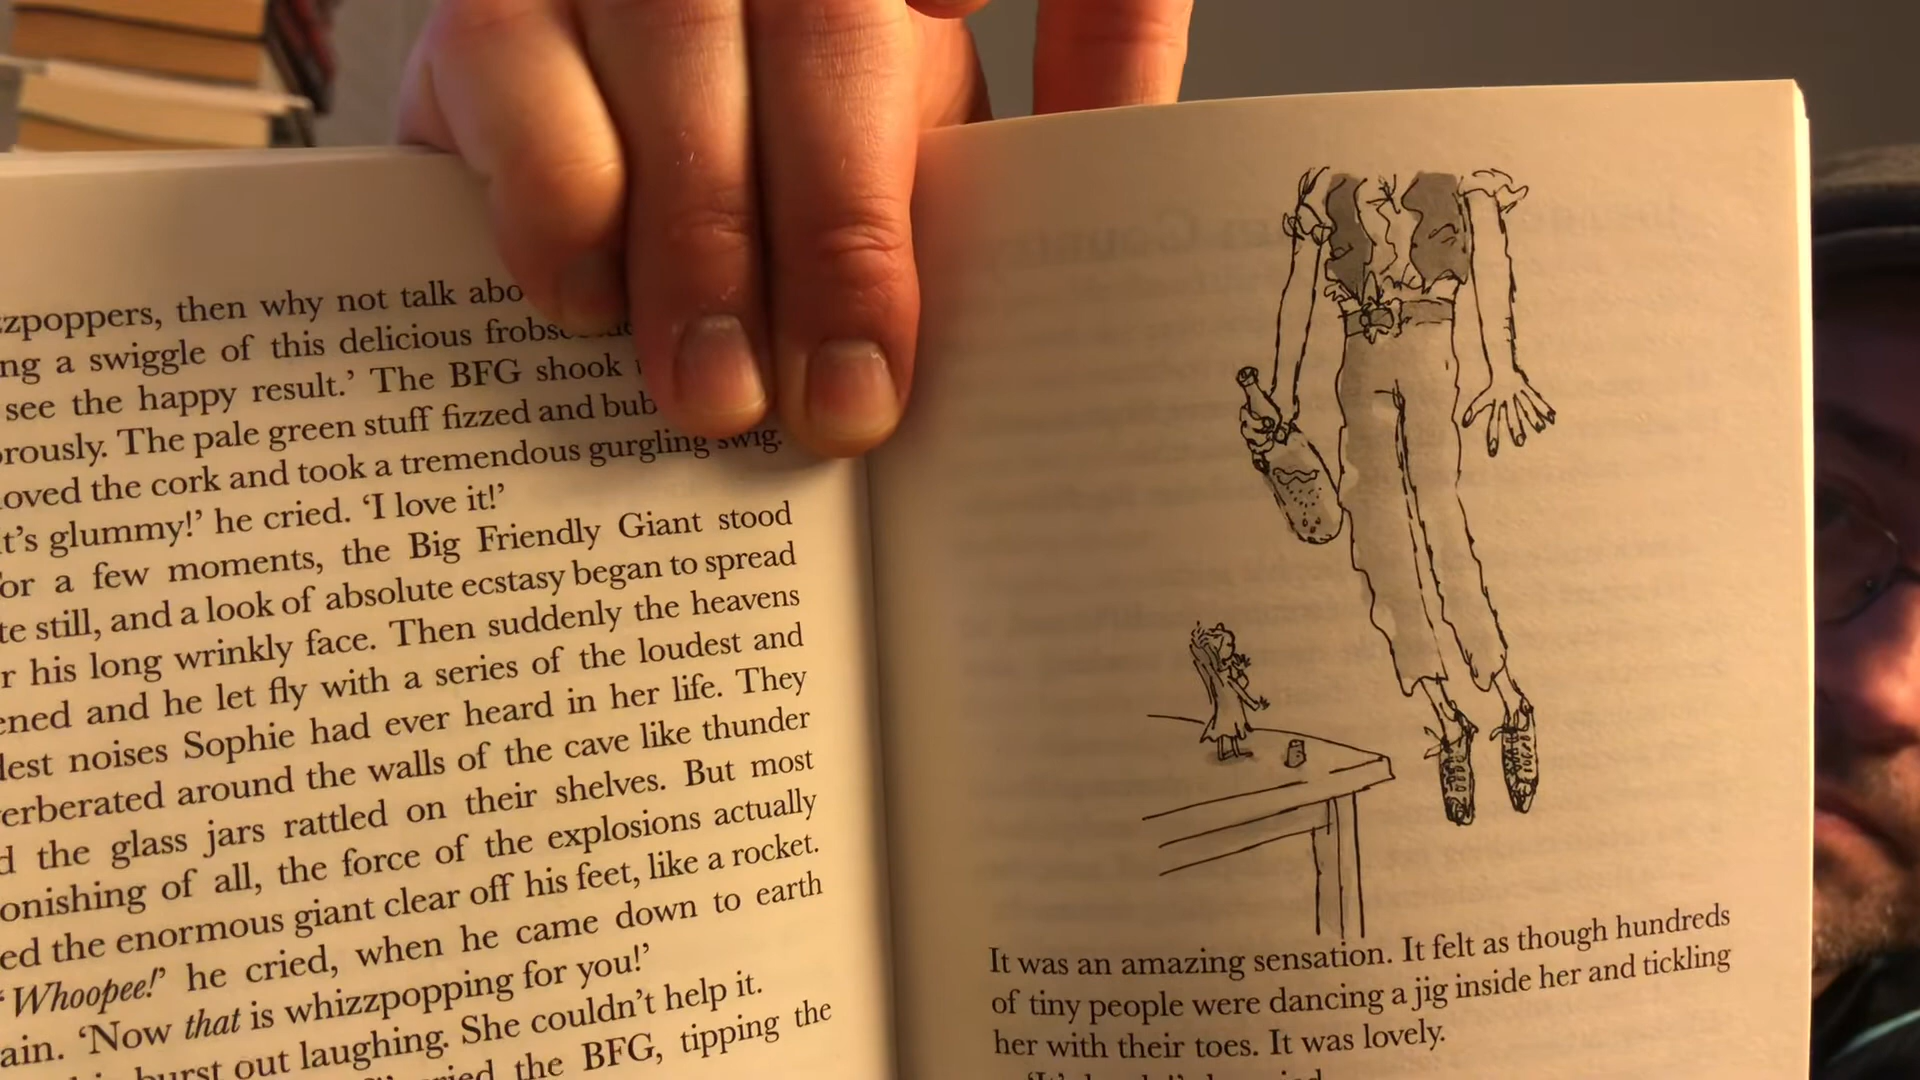 zzpoppers, then why not talk abo
ng a swiggle of this delicious frobs
see the happy result.’ The BFG shook
orously. The pale green stuff fizzed and bub
oved the cork and took a tremendous gurgling swig.
t’s glummy!’ he cried. ‘I love it!’
or a few moments, the Big Friendly Giant stood
te still, and a look of absolute ecstasy began to spread
r his long wrinkly face. Then suddenly the heavens
ened and he let fly with a series of the loudest and
lest noises Sophie had ever heard in her life. They
verberated around the walls of the cave like thunder
d the glass jars rattled on their shelves. But most
onishing of all, the force of the explosions actually
ed the enormous giant clear off his feet, like a rocket.
‘Whoopee!’ he cried, when he came down to earth
ain. ‘Now that is whizzpopping for you!’
burst out laughing. She couldn’t help it.
ried the BFG, tipping the
It was an amazing sensation. It felt as though hundreds
of tiny people were dancing a jig inside her and tickling
her with their toes. It was lovely.